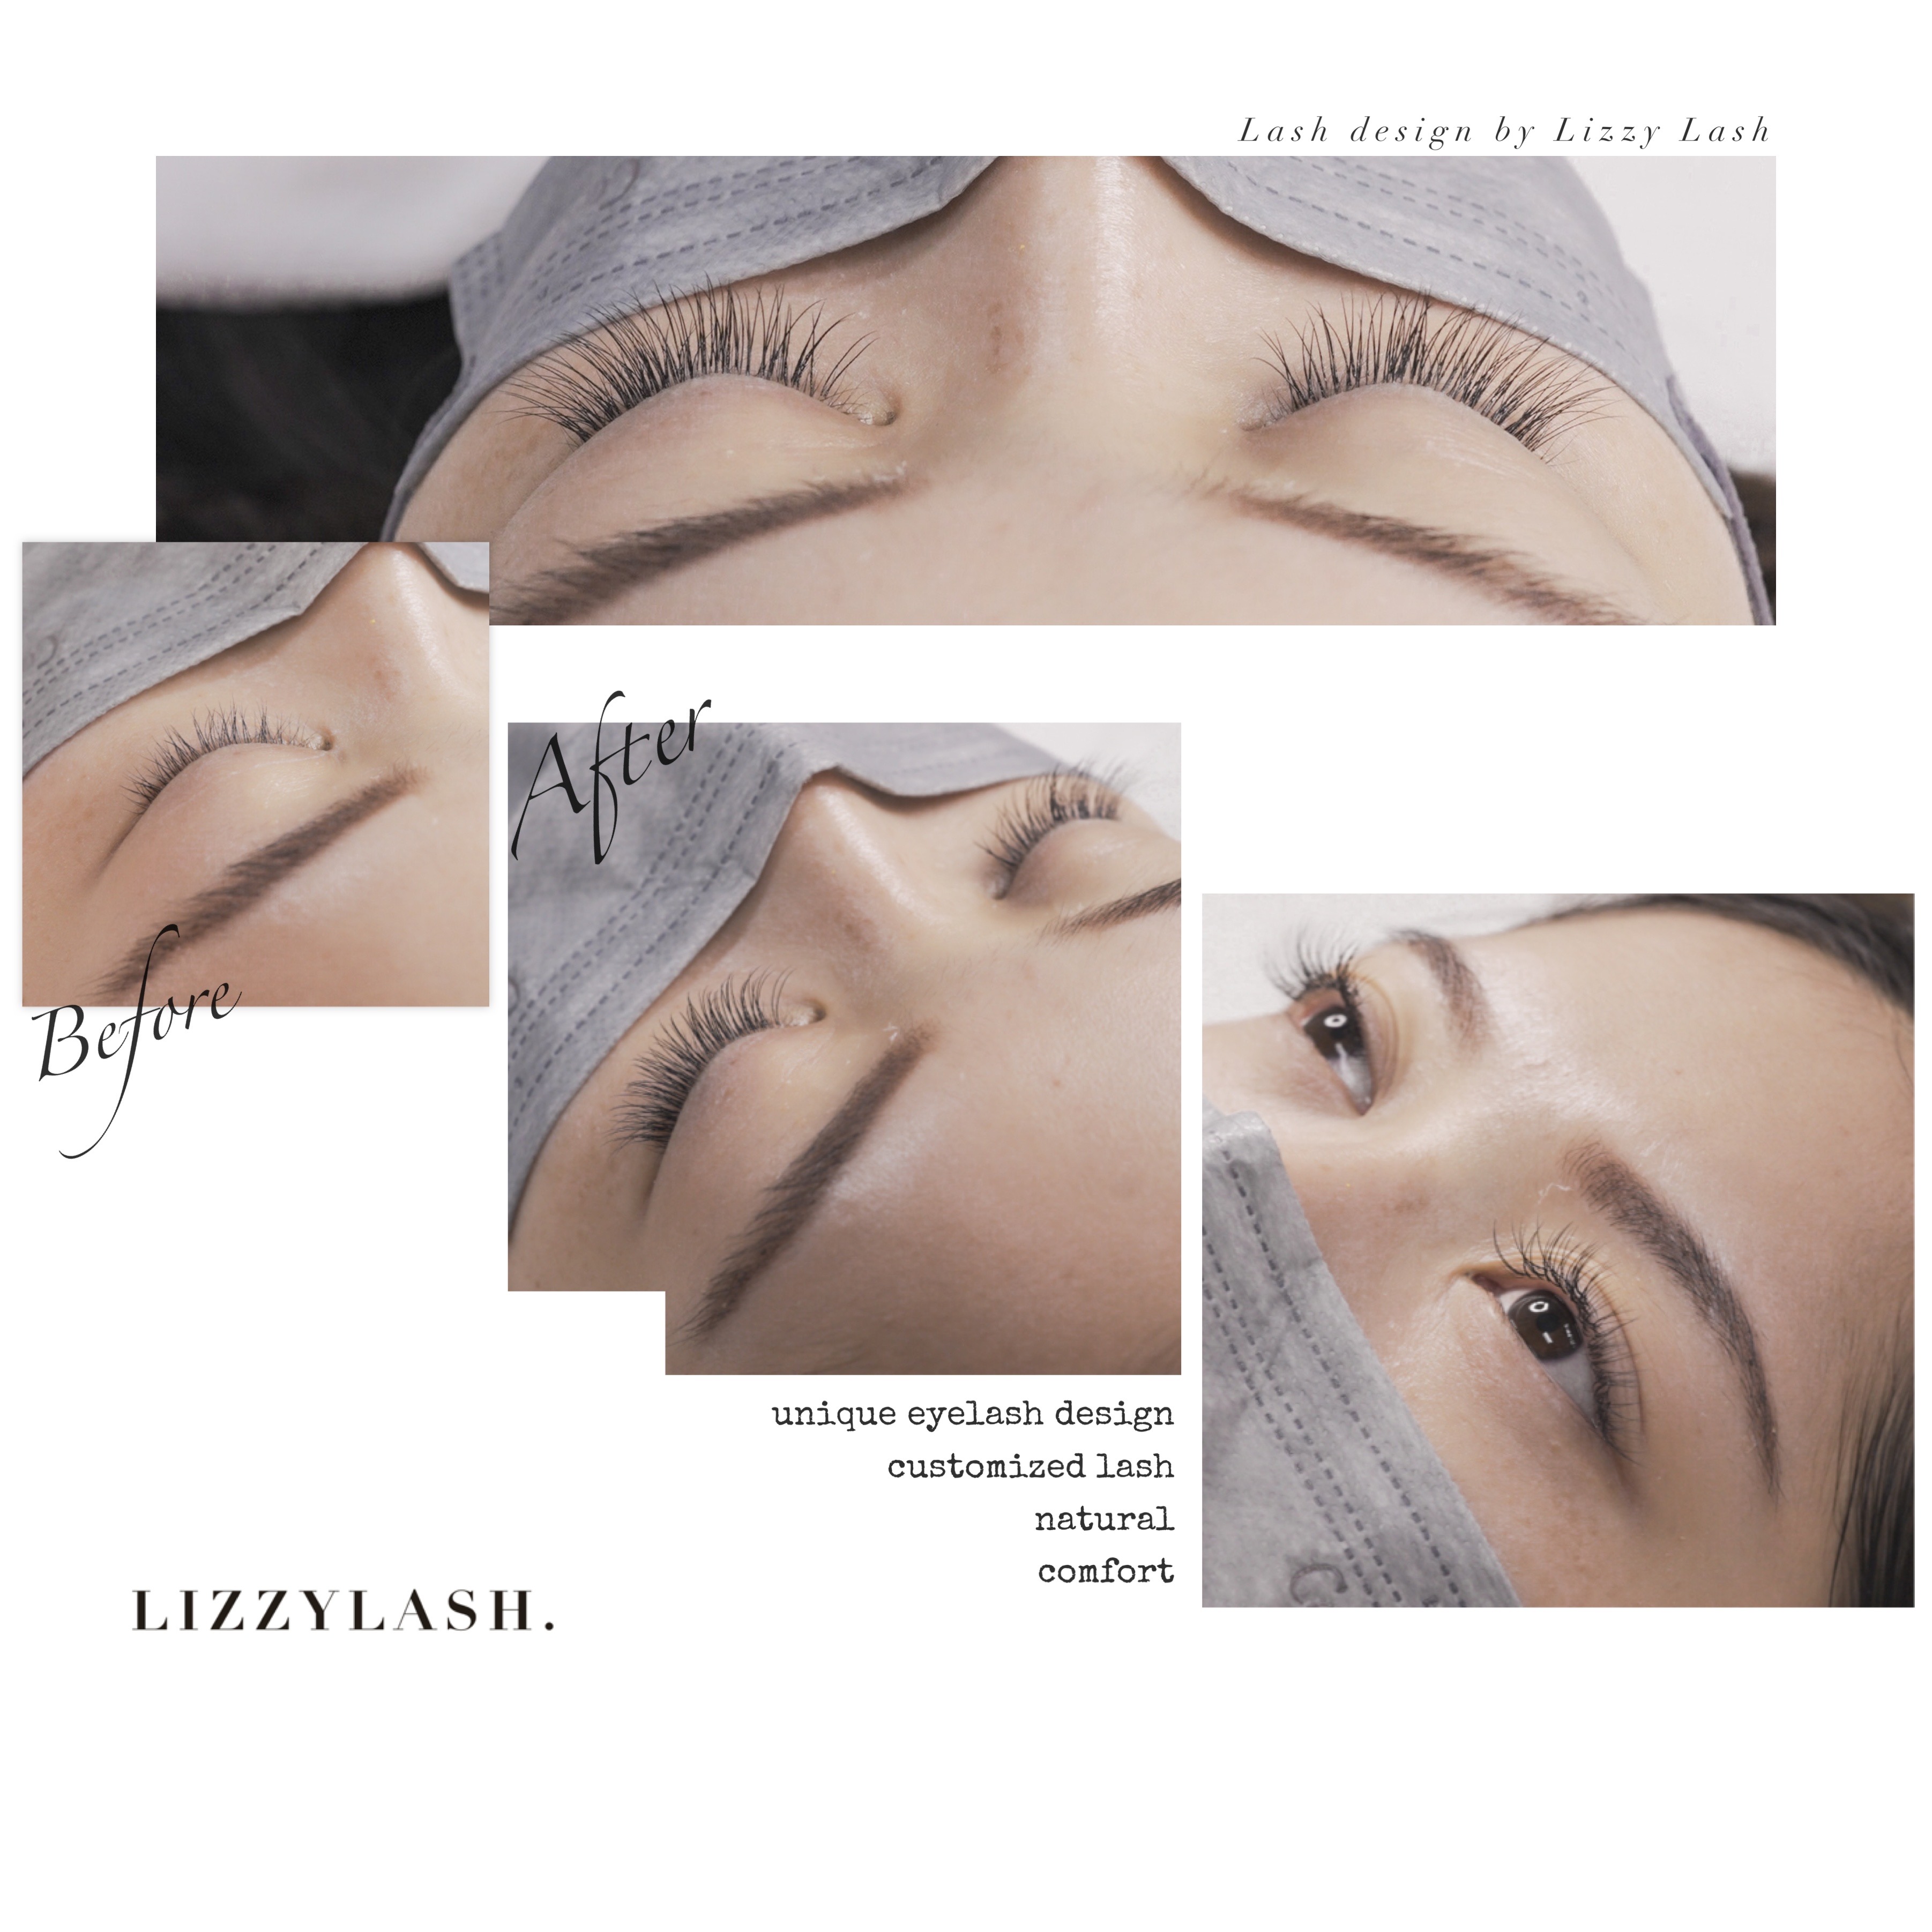 Lash design by Lizzy Lash
After
Before
unique eyelash design
customized lash
natural
comfort
LIZZYLASH.